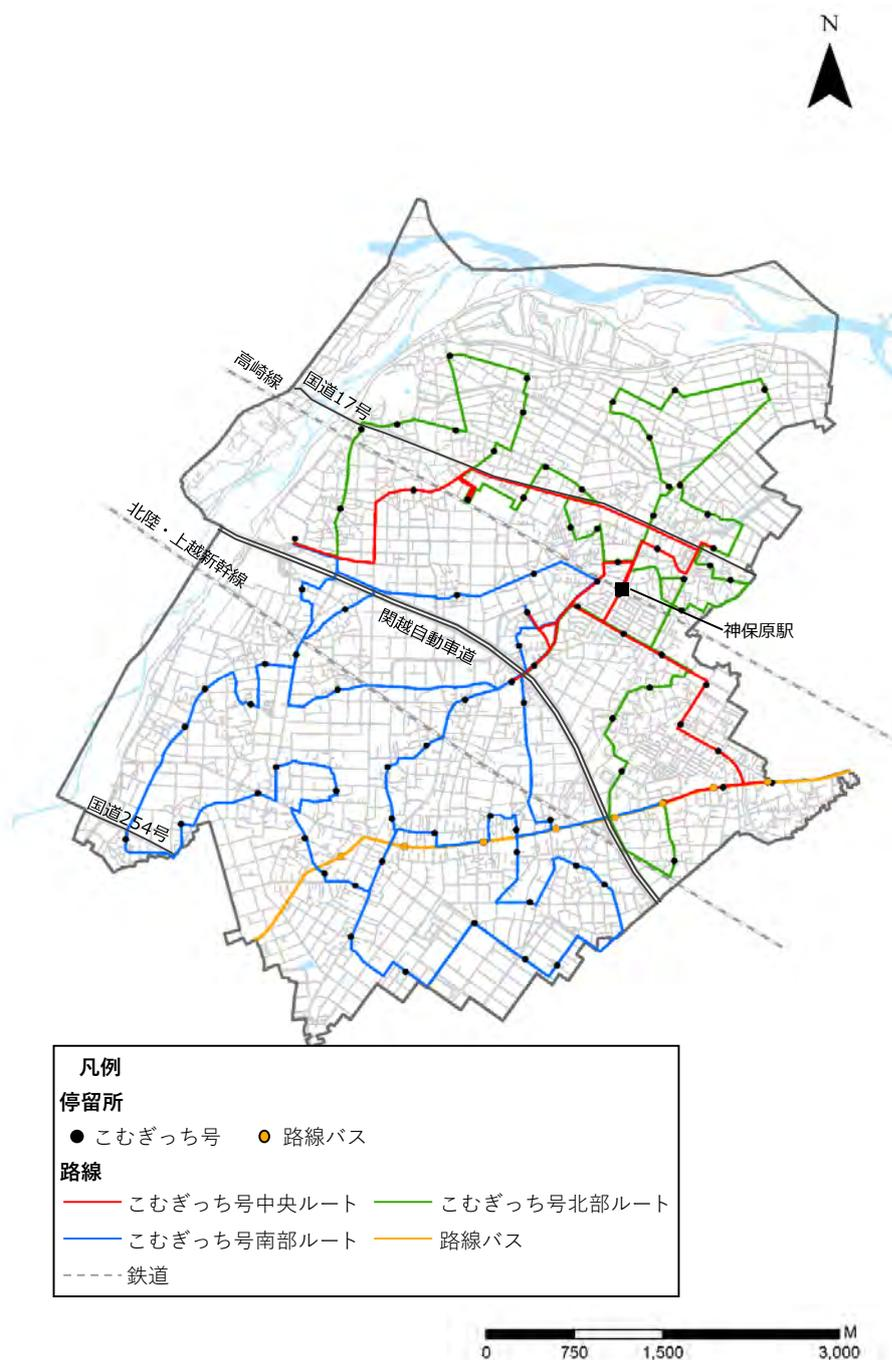 N
高崎線
国道17号
北陸・上越新幹線
関越自動車道
神保原駅
国道254号
凡例
停留所
こむぎっち号 路線バス
路線
こむぎっち号中央ルート こむぎっち号北部ルート
こむぎっち号南部ルート 路線バス
鉄道
M
0 750 1,500 3,000